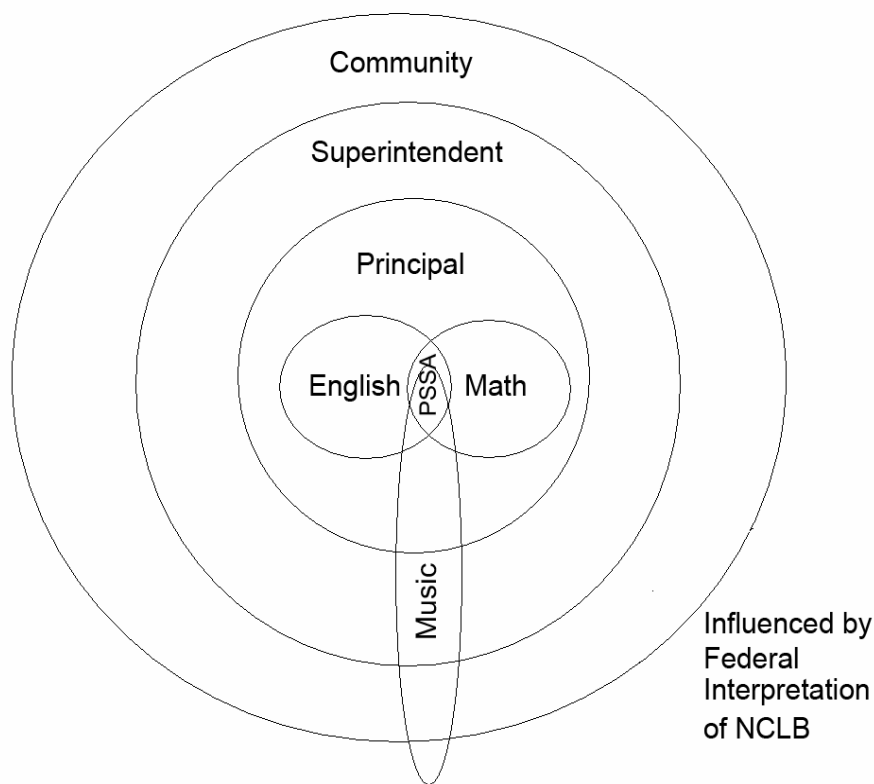 Community
Superintendent
Principal
English
PSSA
Math
Music
Influenced by
Federal
Interpretation
of NCLB